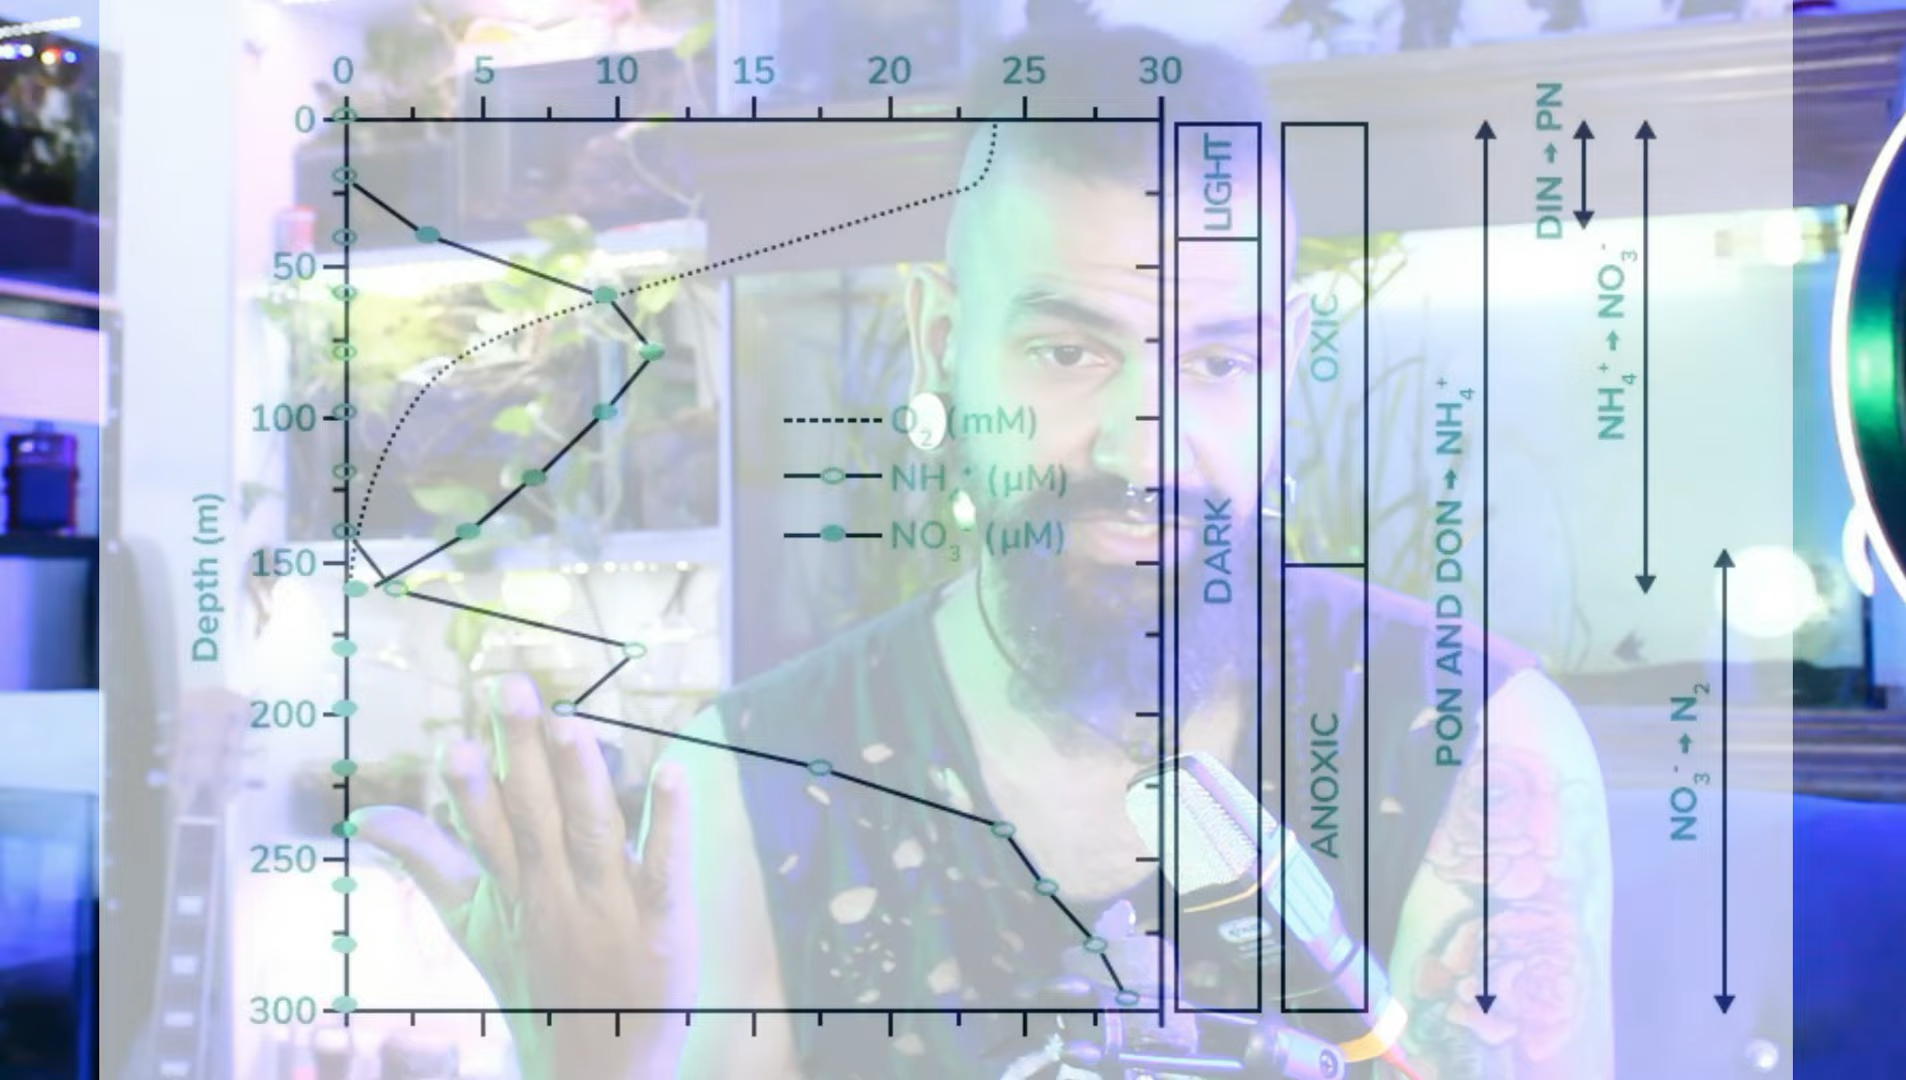 0 5 10 15 20 25 30
0
50
100
150
200
250
300
Depth (m)
O₂ (mM)
NH₄⁺ (μM)
NO₃⁻ (μM)
LIGHT
DARK
OXIC
ANOXIC
PON AND DON → NH₄⁺
DIN → PN
NH₄⁺ → NO₃⁻
NO₃⁻ → N₂